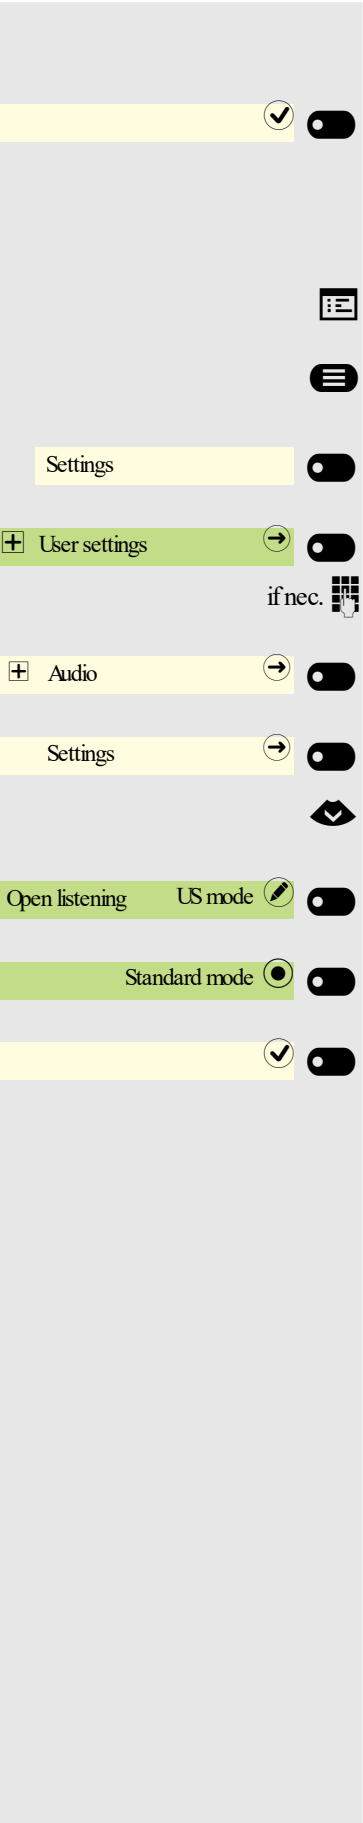 Settings
User settings
if nec.
Audio
Settings
Open listening US mode
Standard mode